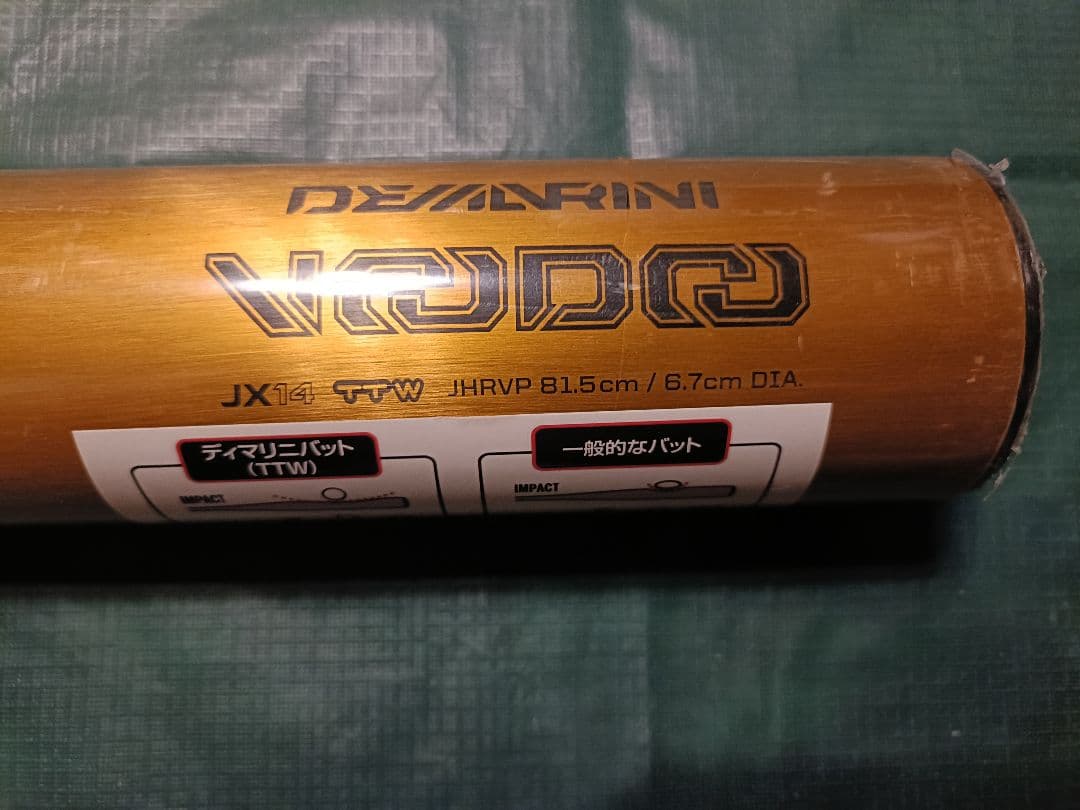 DEMARINI
VOODOO
JX14 TTW JHRVP 81.5cm / 6.7cm DIA.
ディマリニバット
(TTW)
IMPACT
一般的なバット
IMPACT